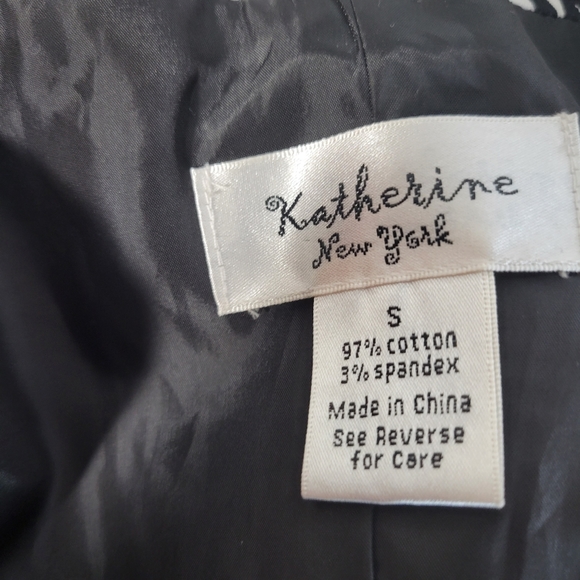 Katherine
New York
S
97% cotton
3% spandex
Made in China
See Reverse
for Care